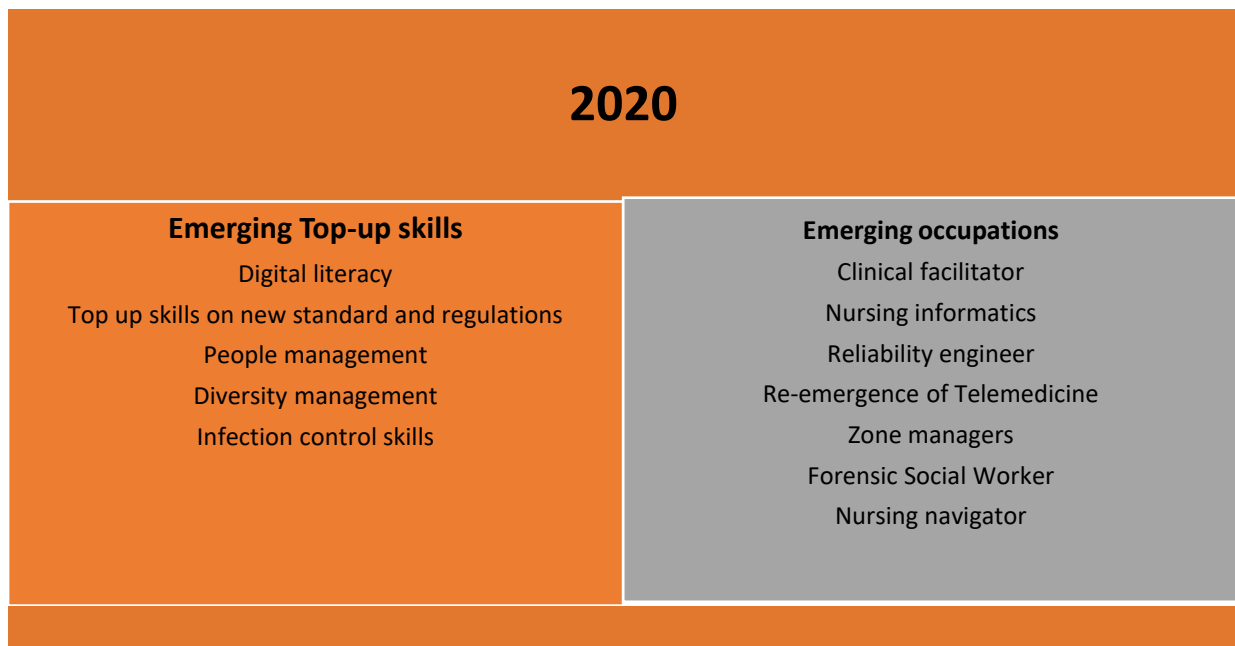 2020
Emerging Top-up skills
Digital literacy
Top up skills on new standard and regulations
People management
Diversity management
Infection control skills
Emerging occupations
Clinical facilitator
Nursing informatics
Reliability engineer
Re-emergence of Telemedicine
Zone managers
Forensic Social Worker
Nursing navigator